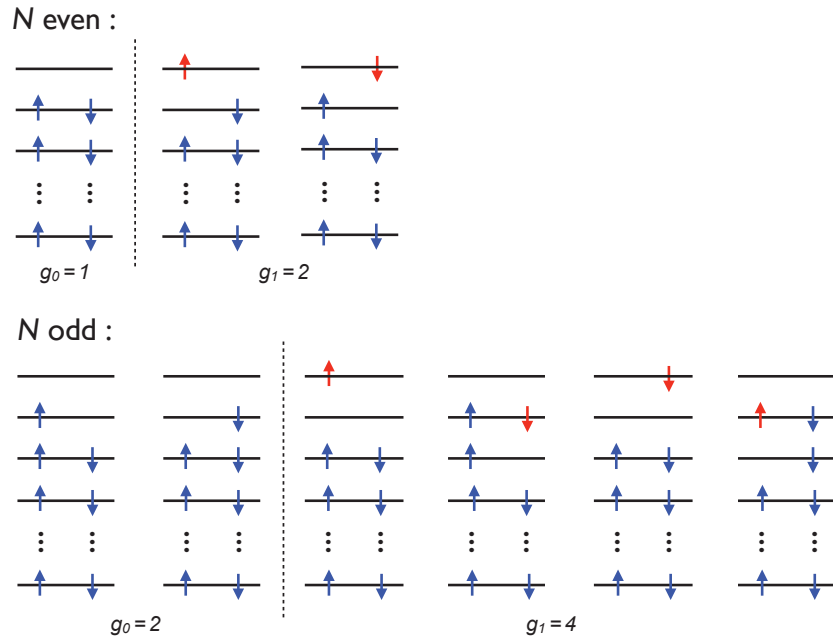 N even :
g₀ = 1
g₁ = 2
N odd :
g₀ = 2
g₁ = 4